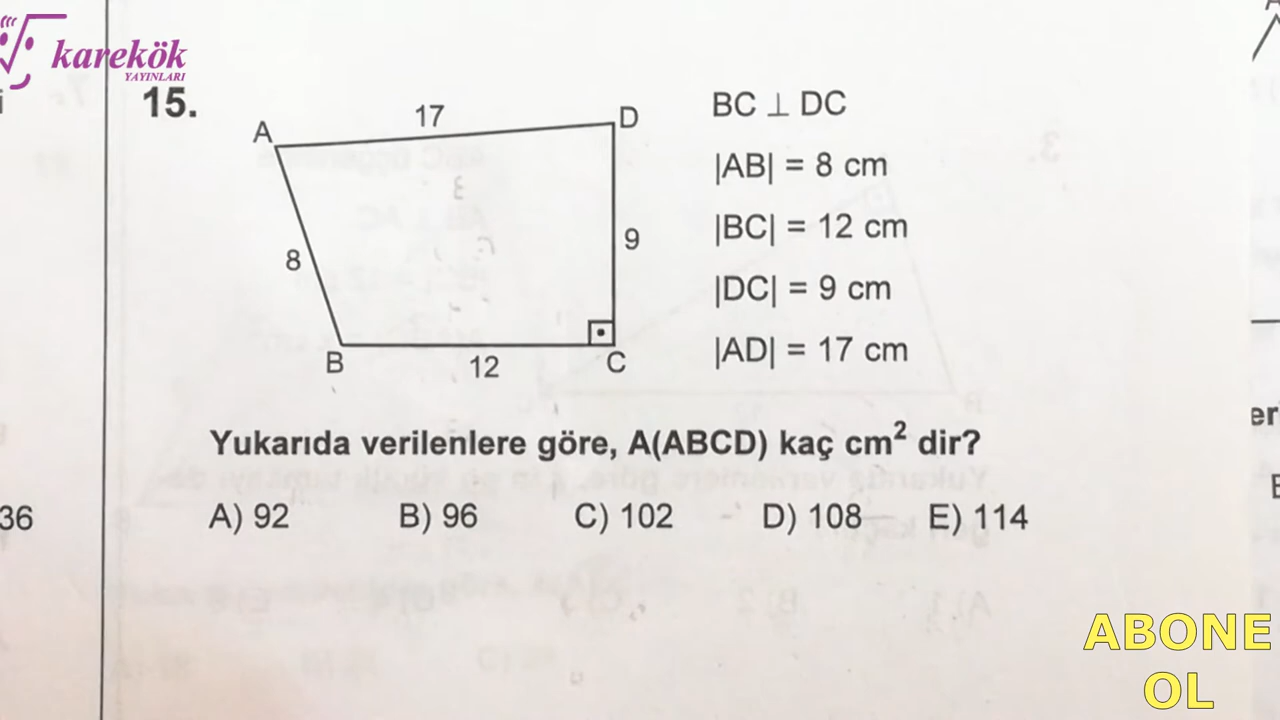 karekök
YAYINLARI
15.
A
17
D
8
9
B
12
C
BC ⊥ DC
|AB| = 8 cm
|BC| = 12 cm
|DC| = 9 cm
|AD| = 17 cm
Yukarıda verilenlere göre, A(ABCD) kaç cm² dir?
36
A) 92 B) 96 C) 102 D) 108 E) 114
er
ABONE
OL